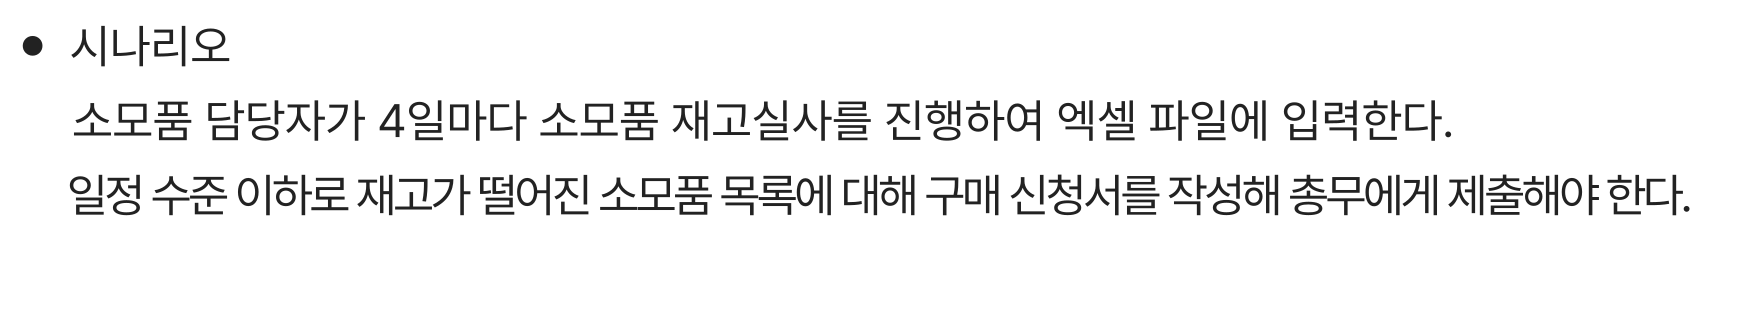 ● 시나리오
소모품 담당자가 4일마다 소모품 재고실사를 진행하여 엑셀 파일에 입력한다.
일정 수준 이하로 재고가 떨어진 소모품 목록에 대해 구매 신청서를 작성해 총무에게 제출해야 한다.